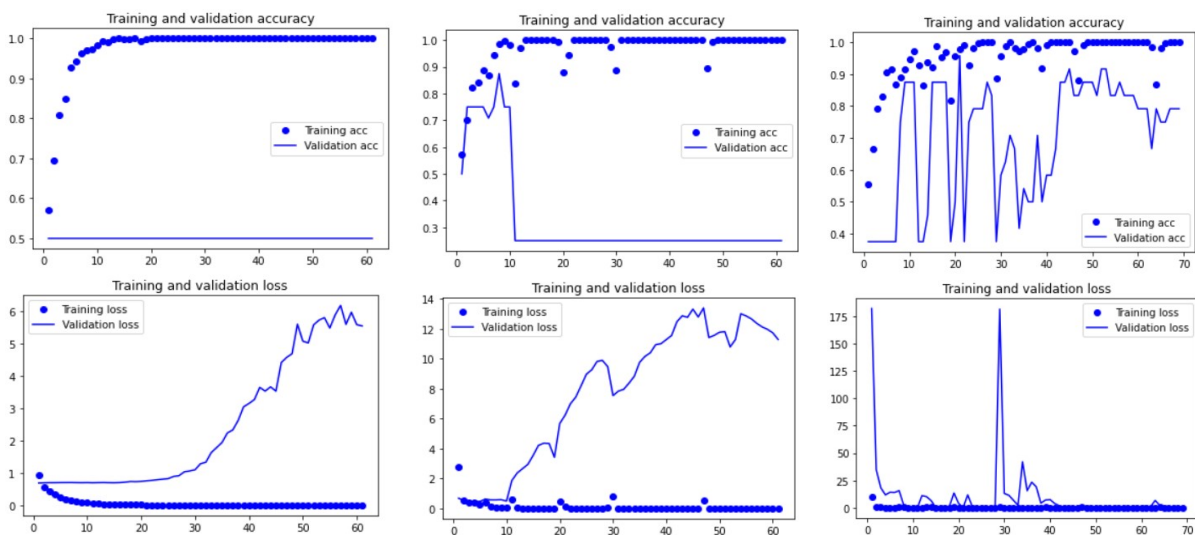 Training and validation accuracy
1.0
0.9
0.8
0.7
0.6
0.5
Training acc
Validation acc
0 10 20 30 40 50 60
Training and validation accuracy
1.0
0.9
0.8
0.7
0.6
0.5
0.4
0.3
Training acc
Validation acc
0 10 20 30 40 50 60
Training and validation accuracy
1.0
0.9
0.8
0.7
0.6
0.5
0.4
Training acc
Validation acc
0 10 20 30 40 50 60 70
Training and validation loss
6
5
4
3
2
1
0
Training loss
Validation loss
0 10 20 30 40 50 60
Training and validation loss
14
12
10
8
6
4
2
0
Training loss
Validation loss
0 10 20 30 40 50 60
Training and validation loss
175
150
125
100
75
50
25
0
Training loss
Validation loss
0 10 20 30 40 50 60 70